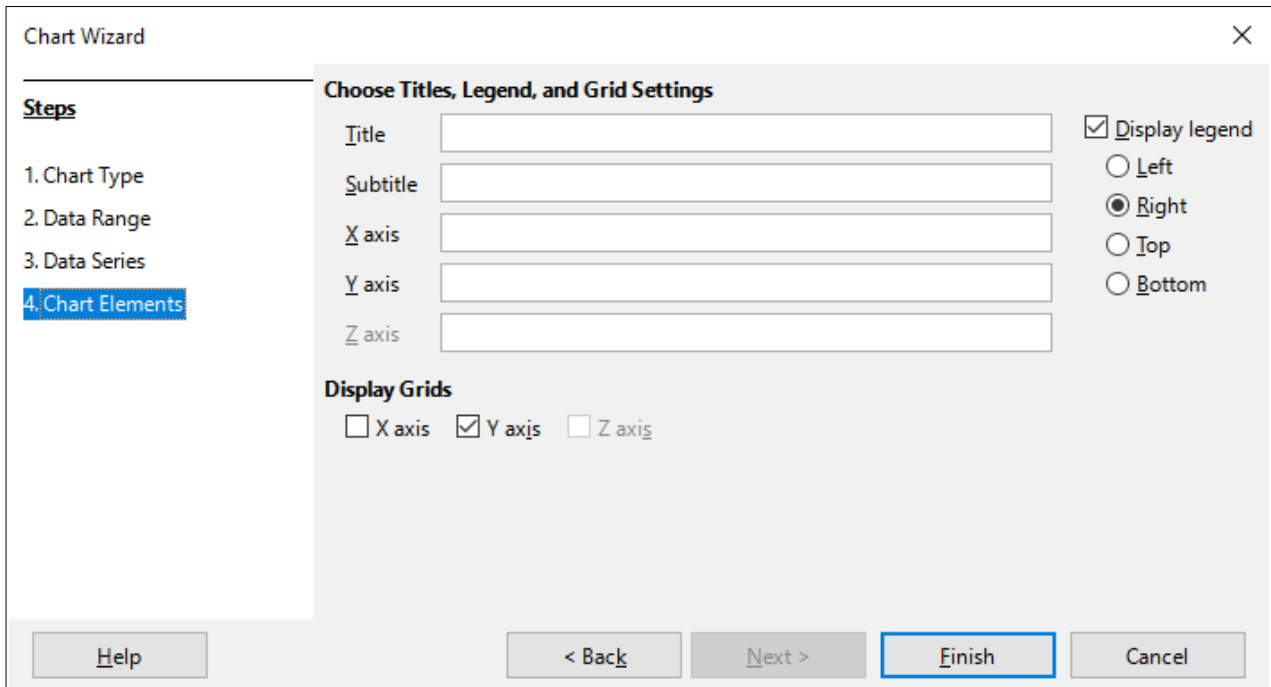 Chart Wizard
Steps
1. Chart Type
2. Data Range
3. Data Series
4. Chart Elements
Choose Titles, Legend, and Grid Settings
Title
Subtitle
X axis
Y axis
Z axis
Display legend
Left
Right
Top
Bottom
Display Grids
X axis Y axis Z axis
Help < Back Next > Finish Cancel